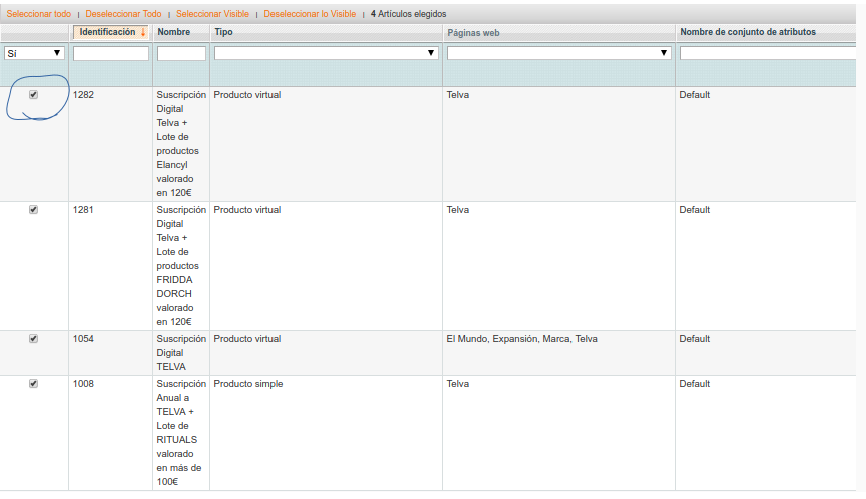 Seleccionar todo | Deseleccionar Todo | Seleccionar Visible | Deseleccionar lo Visible | 4 Artículos elegidos
Identificación ↓ Nombre Tipo Páginas web Nombre de conjunto de atributos
Sí
1282 Suscripción Producto virtual Telva Default
Digital
Telva +
Lote de
productos
Elancyl
valorado
en 120€
1281 Suscripción Producto virtual Telva Default
Digital
Telva +
Lote de
productos
FRIDDA
DORCH
valorado
en 120€
1054 Suscripción Producto virtual El Mundo, Expansión, Marca, Telva Default
Digital
TELVA
1008 Suscripción Producto simple Telva Default
Anual a
TELVA +
Lote de
RITUALS
valorado
en más de
100€